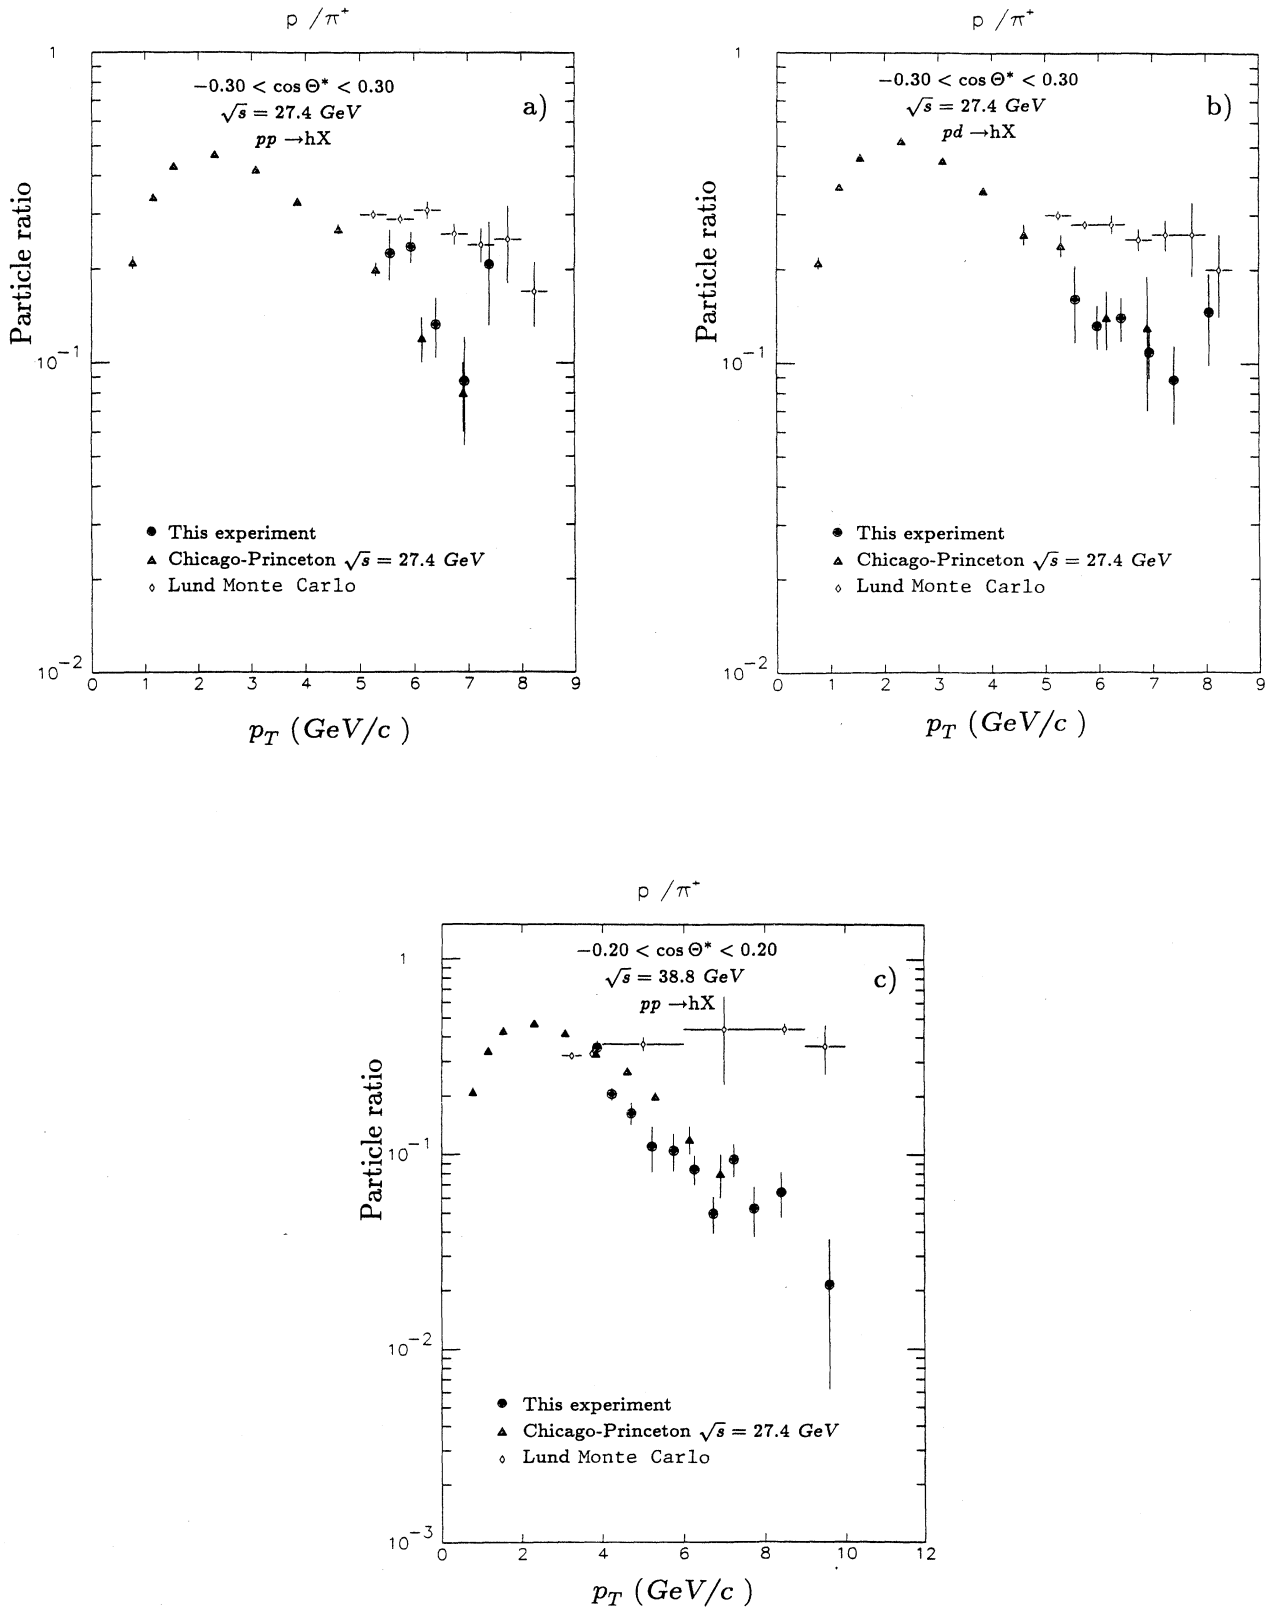 p /π⁺
1
−0.30 < cos Θ* < 0.30
√s = 27.4 GeV
pp →hX
a)
Particle ratio
10⁻¹
● This experiment
▲ Chicago-Princeton √s = 27.4 GeV
◊ Lund Monte Carlo
10⁻²
0 1 2 3 4 5 6 7 8 9
p_T (GeV/c )
p /π⁺
1
−0.30 < cos Θ* < 0.30
√s = 27.4 GeV
pd →hX
b)
Particle ratio
10⁻¹
● This experiment
▲ Chicago-Princeton √s = 27.4 GeV
◊ Lund Monte Carlo
10⁻²
0 1 2 3 4 5 6 7 8 9
p_T (GeV/c )
p /π⁺
1
−0.20 < cos Θ* < 0.20
√s = 38.8 GeV
pp →hX
c)
Particle ratio
10⁻¹
10⁻²
● This experiment
▲ Chicago-Princeton √s = 27.4 GeV
◊ Lund Monte Carlo
10⁻³
0 2 4 6 8 10 12
p_T (GeV/c )